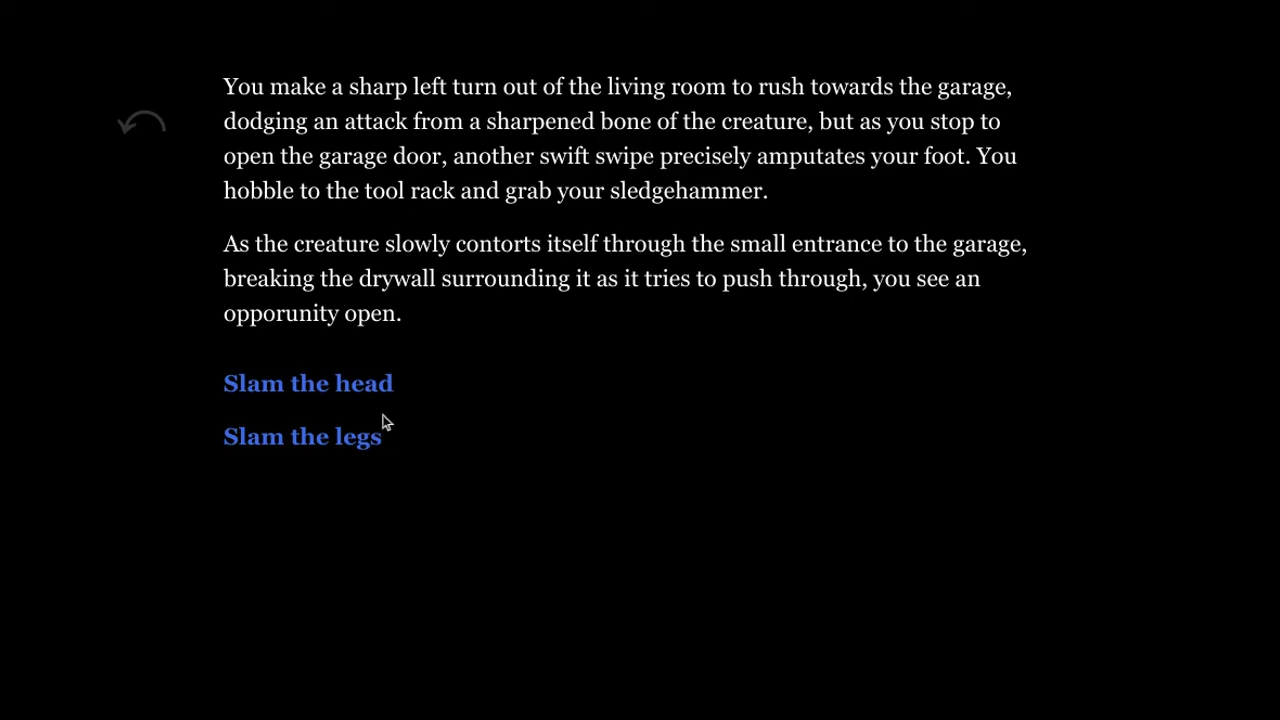 You make a sharp left turn out of the living room to rush towards the garage,
dodging an attack from a sharpened bone of the creature, but as you stop to
open the garage door, another swift swipe precisely amputates your foot. You
hobble to the tool rack and grab your sledgehammer.
As the creature slowly contorts itself through the small entrance to the garage,
breaking the drywall surrounding it as it tries to push through, you see an
opporunity open.
Slam the head
Slam the legs